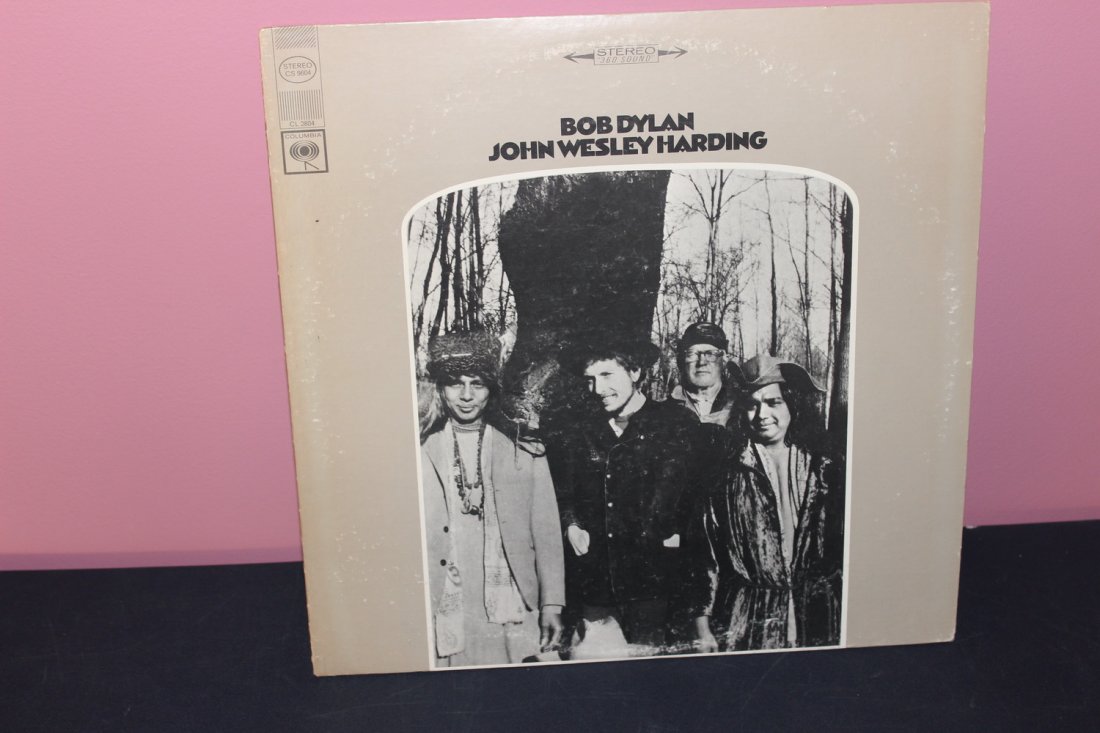 STEREO
CS 9604
CL 2804
COLUMBIA
STEREO
"360 SOUND"
BOB DYLAN
JOHN WESLEY HARDING